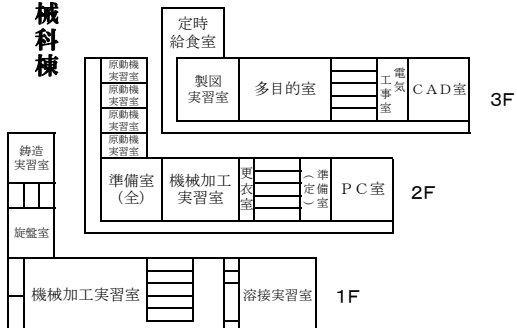 械科棟
定時
給食室
製図
実習室
多目的室
電気
工事室
CAD室
3F
原動機
実習室
原動機
実習室
原動機
実習室
原動機
実習室
準備室
(全)
機械加工
実習室
更衣室
準備室
(定)
PC室
2F
鋳造
実習室
旋盤室
機械加工実習室
溶接実習室
1F